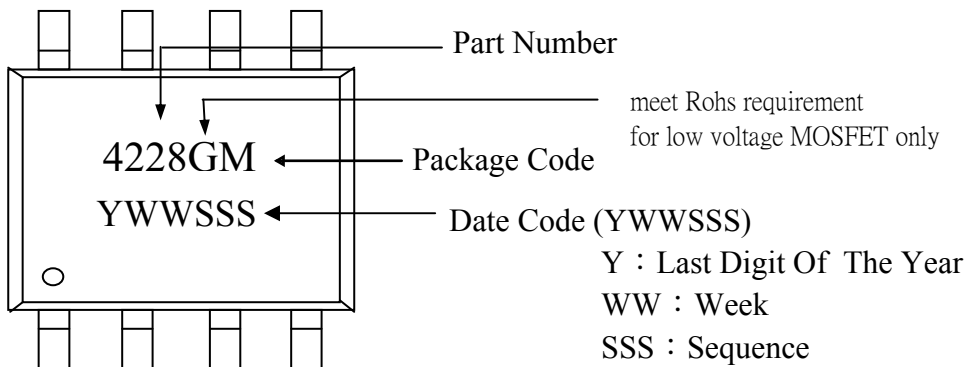 Part Number
meet Rohs requirement
for low voltage MOSFET only
4228GM
Package Code
YWWSSS
Date Code (YWWSSS)
Y：Last Digit Of The Year
WW：Week
SSS：Sequence